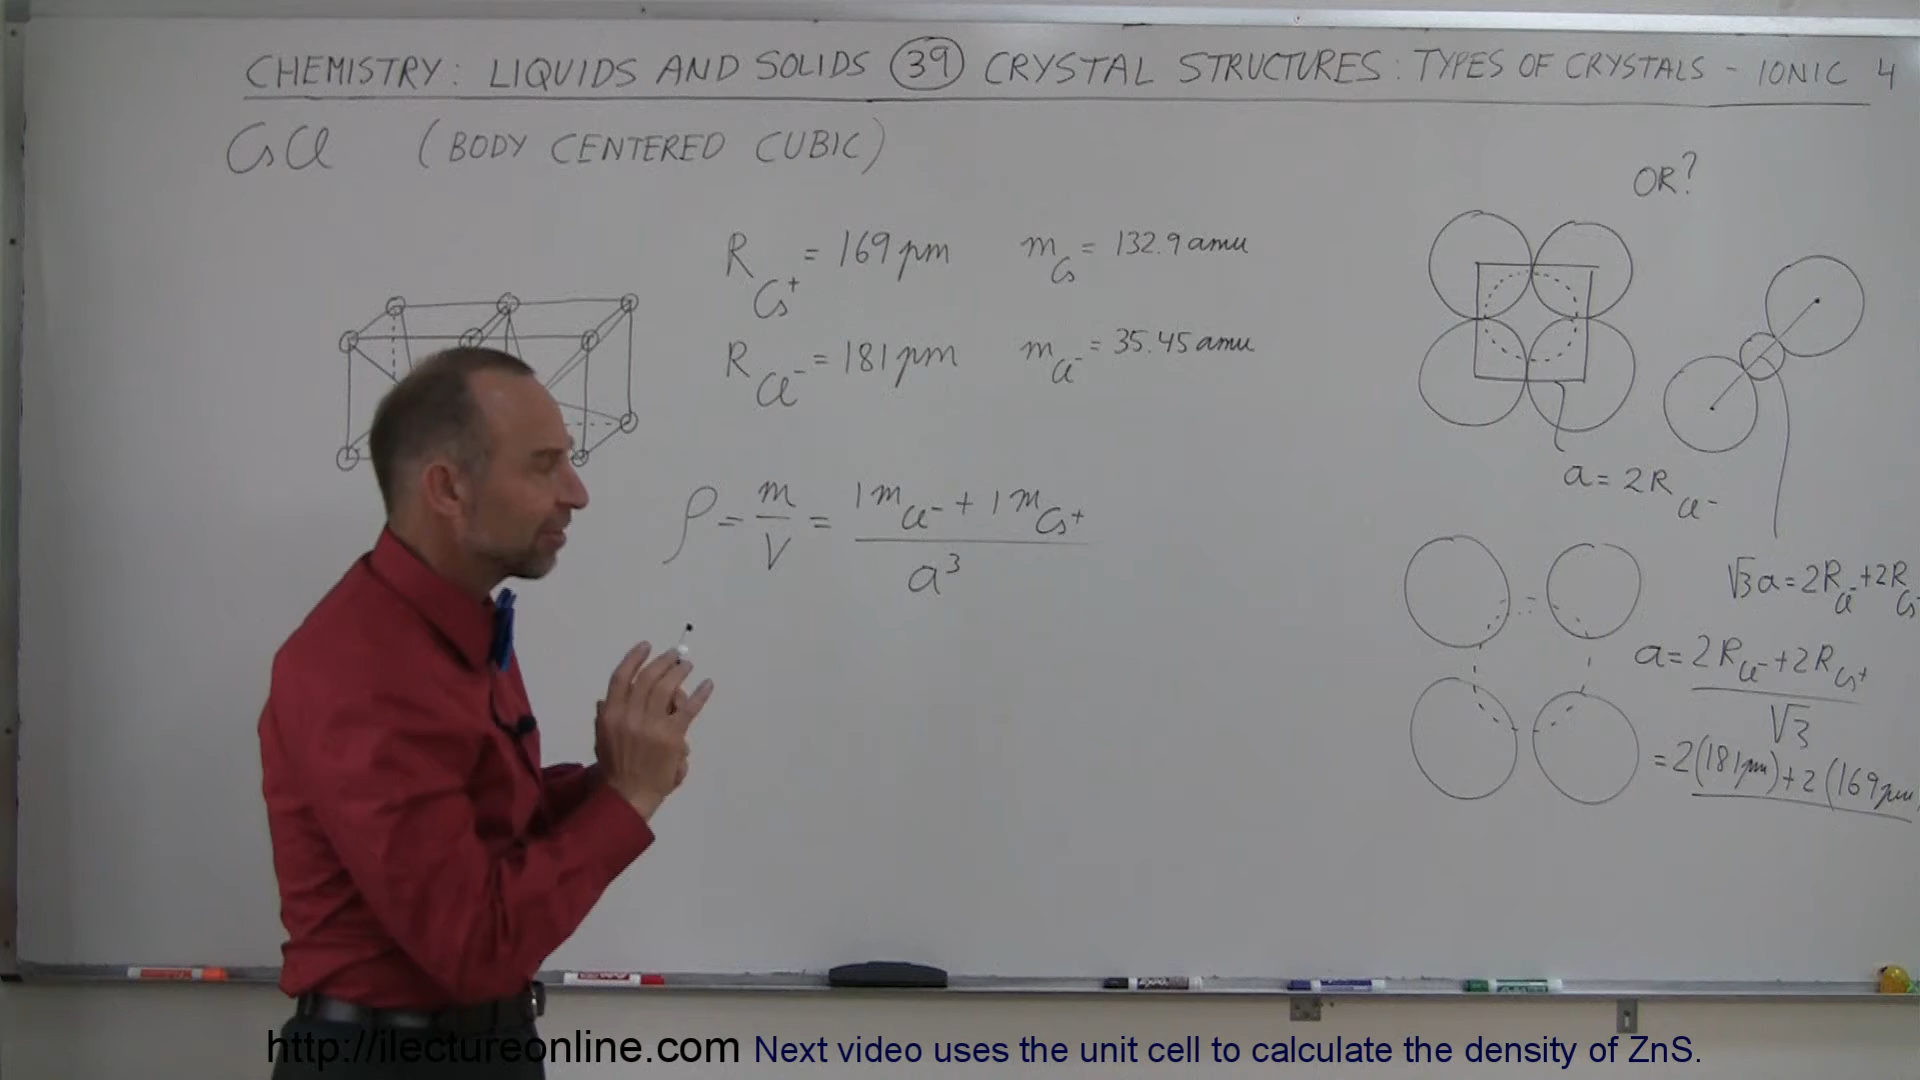 CHEMISTRY: LIQUIDS AND SOLIDS 39 CRYSTAL STRUCTURES: TYPES OF CRYSTALS - IONIC 4
CsCl (BODY CENTERED CUBIC)
OR?
R Cs+ = 169 pm m Cs = 132.9 amu
R Cl- = 181 pm m Cl- = 35.45 amu
a = 2R Cl-
ρ = m/V = (1 m Cl- + 1 m Cs+)/a³
√3 a = 2R Cl- + 2R Cs
a = (2R Cl- + 2R Cs+)/√3
= 2(181 pm) + 2(169 pm)
http://ilectureonline.com Next video uses the unit cell to calculate the density of ZnS.